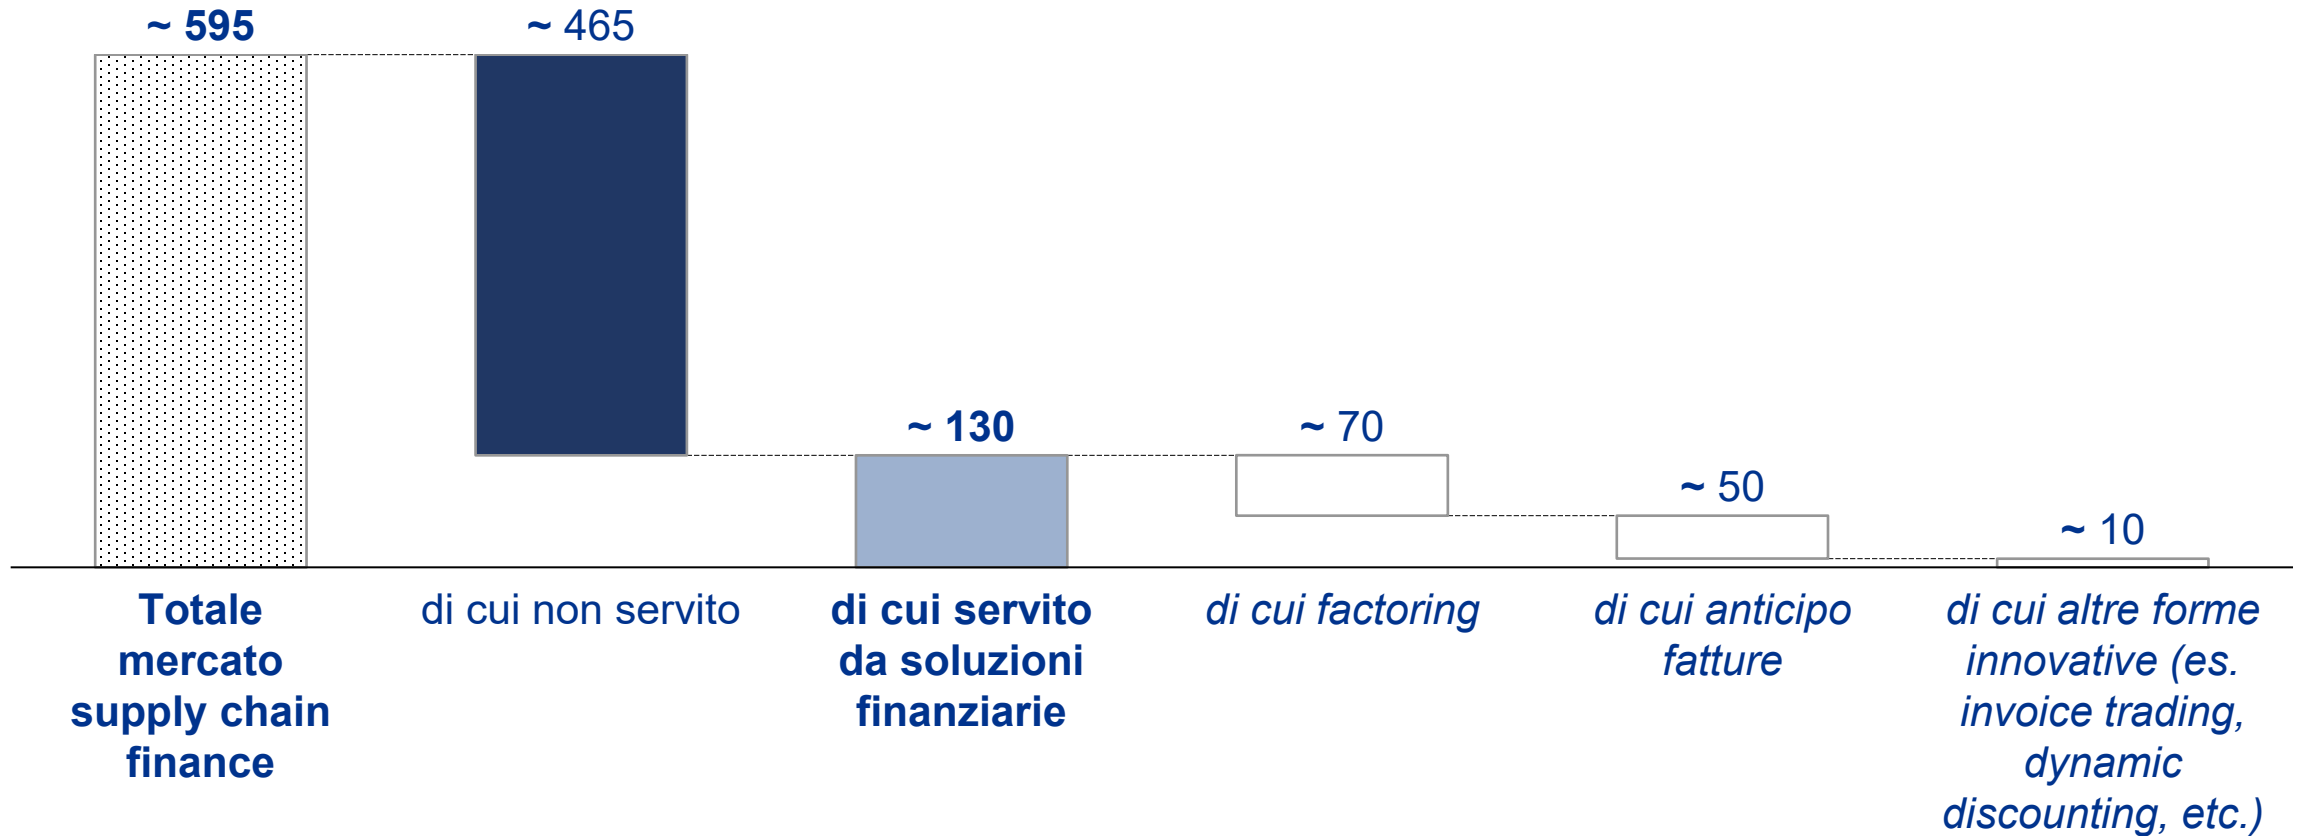 ~ 595
~ 465
~ 130
~ 70
~ 50
~ 10
Totale
mercato
supply chain
finance
di cui non servito
di cui servito
da soluzioni
finanziarie
di cui factoring
di cui anticipo
fatture
di cui altre forme
innovative (es.
invoice trading,
dynamic
discounting, etc.)